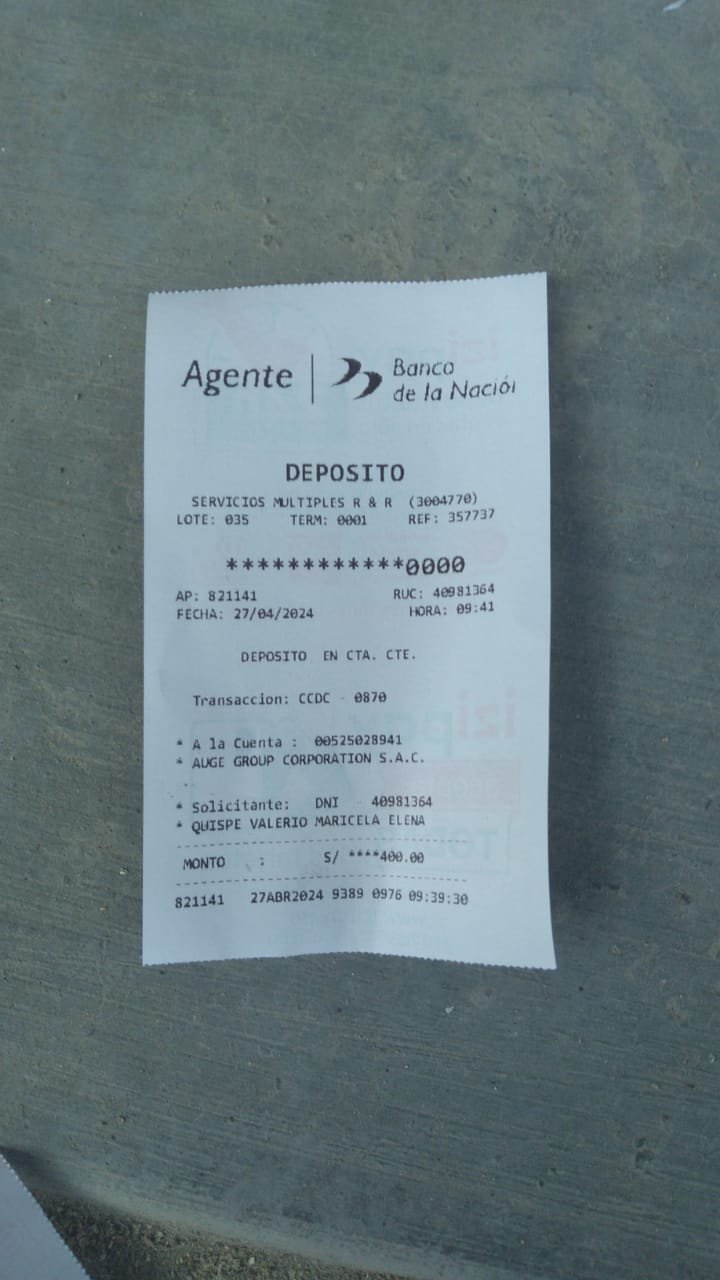 Agente | Banco
de la Nación
DEPOSITO
SERVICIOS MULTIPLES R & R (3004770)
LOTE: 035 TERM: 0001 REF: 357737
************0000
AP: 821141 RUC: 40981364
FECHA: 27/04/2024 HORA: 09:41
DEPOSITO EN CTA. CTE.
Transaccion: CCDC - 0870
* A la Cuenta : 00525028941
* AUGE GROUP CORPORATION S.A.C.
* Solicitante: DNI - 40981364
* QUISPE VALERIO MARICELA ELENA
MONTO : S/ ****400.00
821141 27ABR2024 9389 0976 09:39:30